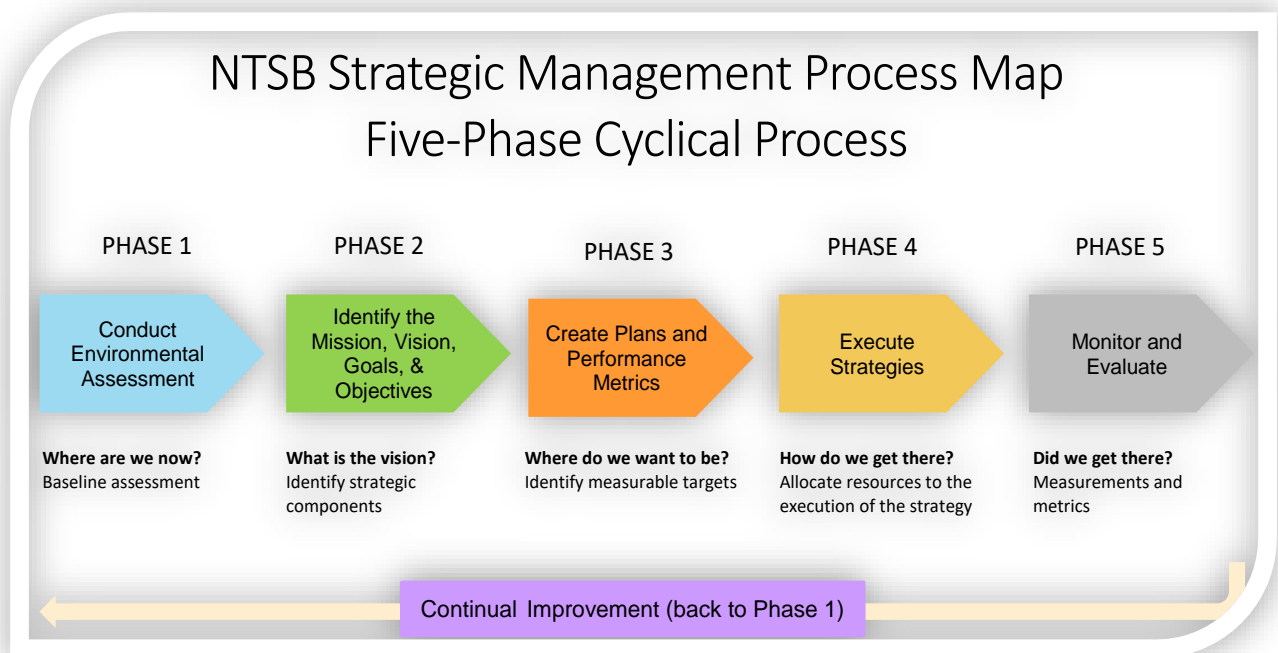 NTSB Strategic Management Process Map
Five-Phase Cyclical Process
PHASE 1
PHASE 2
PHASE 3
PHASE 4
PHASE 5
Conduct
Environmental
Assessment
Identify the
Mission, Vision,
Goals, &
Objectives
Create Plans and
Performance
Metrics
Execute
Strategies
Monitor and
Evaluate
Where are we now?
Baseline assessment
What is the vision?
Identify strategic
components
Where do we want to be?
Identify measurable targets
How do we get there?
Allocate resources to the
execution of the strategy
Did we get there?
Measurements and
metrics
Continual Improvement (back to Phase 1)